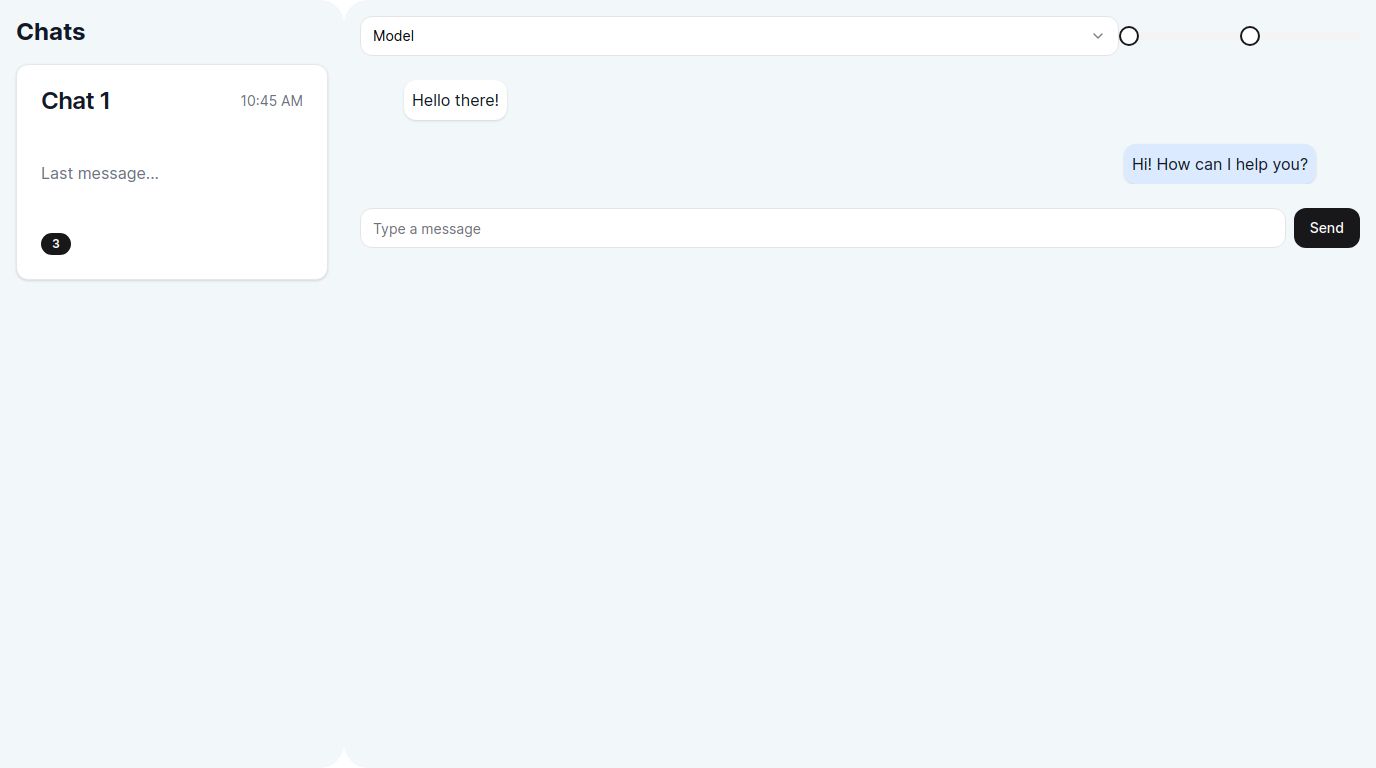 Chats
Chat 1
10:45 AM
Last message...
3
Model
Hello there!
Hi! How can I help you?
Type a message
Send